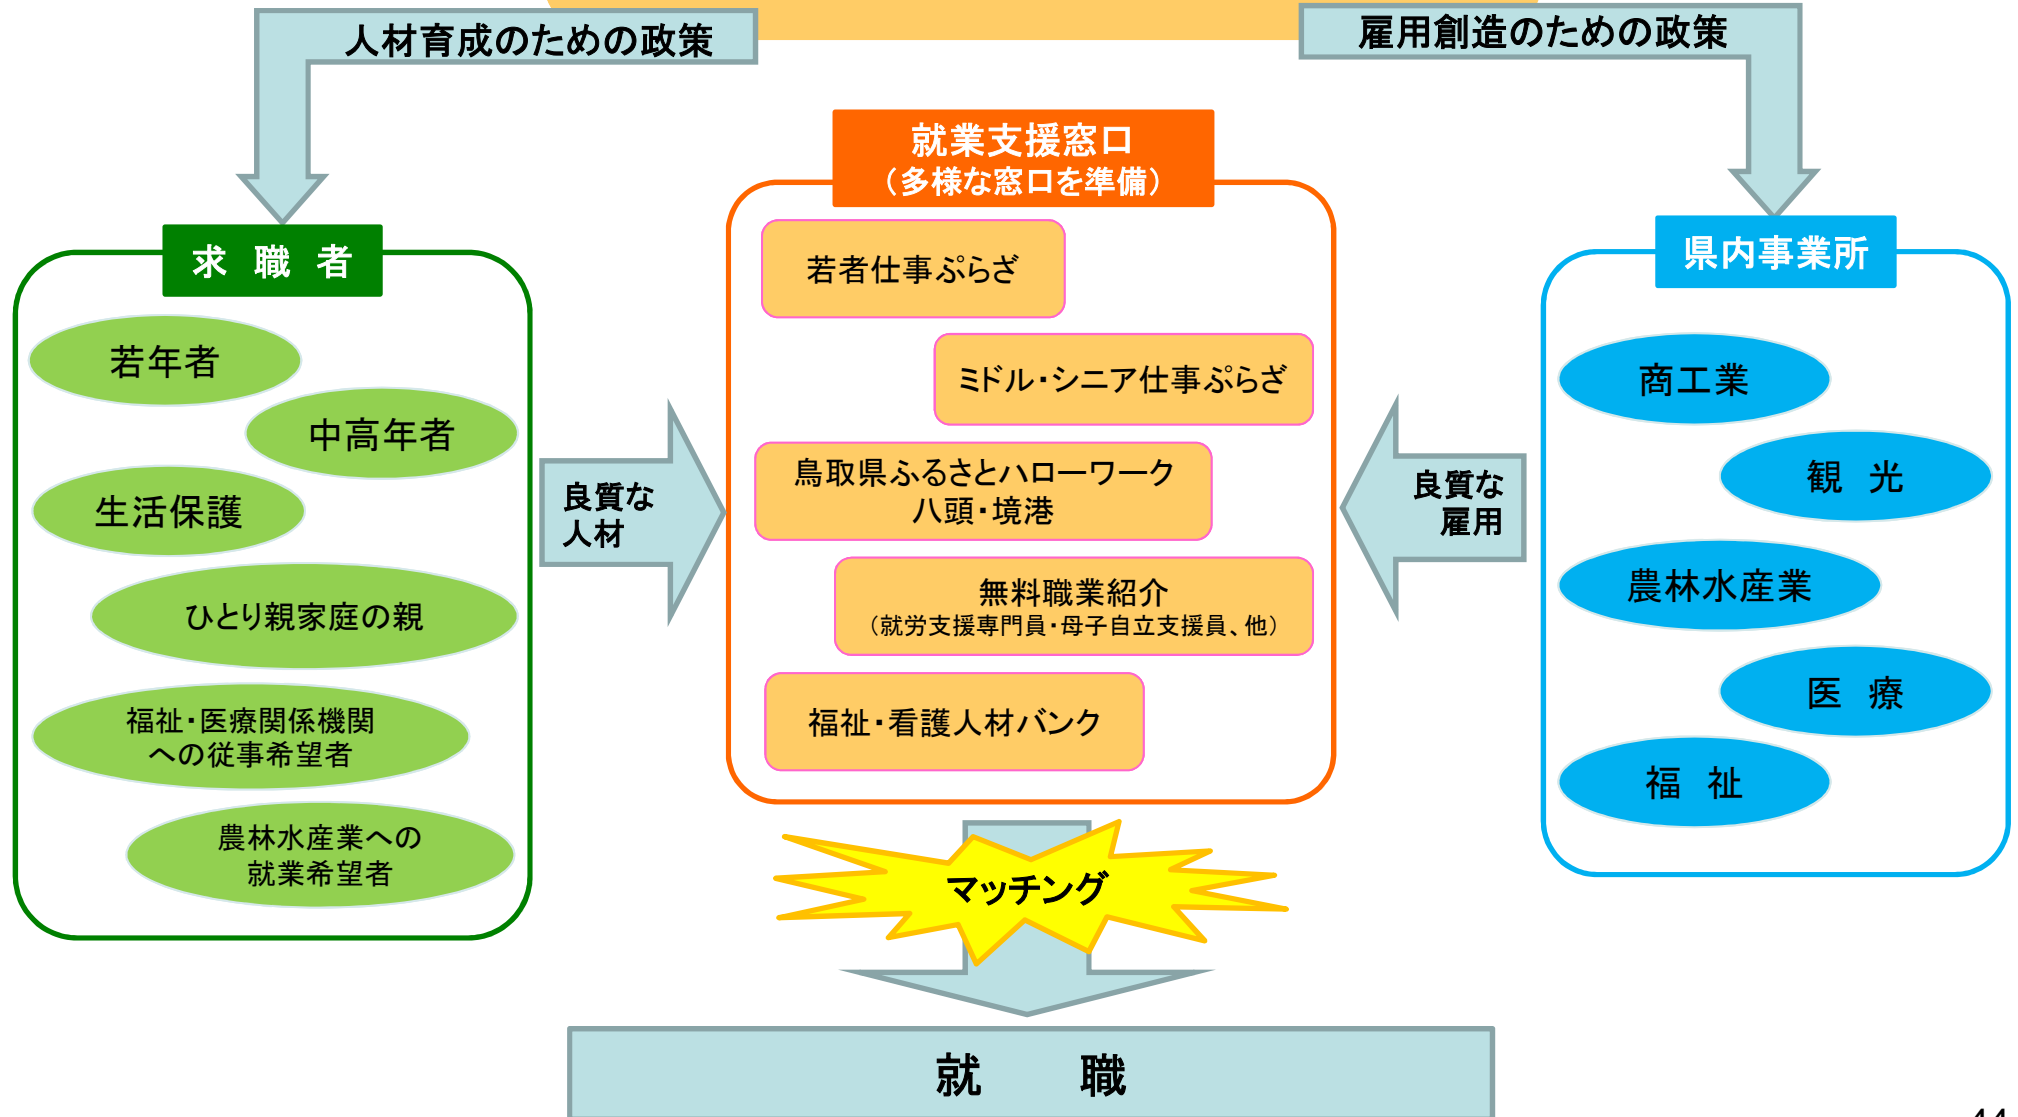 人材育成のための政策
雇用創造のための政策
就業支援窓口
（多様な窓口を準備）
求　職　者
若年者
中高年者
生活保護
ひとり親家庭の親
福祉・医療関係機関
への従事希望者
農林水産業への
就業希望者
良質な
人材
若者仕事ぷらざ
ミドル・シニア仕事ぷらざ
鳥取県ふるさとハローワーク
八頭・境港
無料職業紹介
（就労支援専門員・母子自立支援員、他）
福祉・看護人材バンク
良質な
雇用
県内事業所
商工業
観　光
農林水産業
医　療
福　祉
マッチング
就　　職